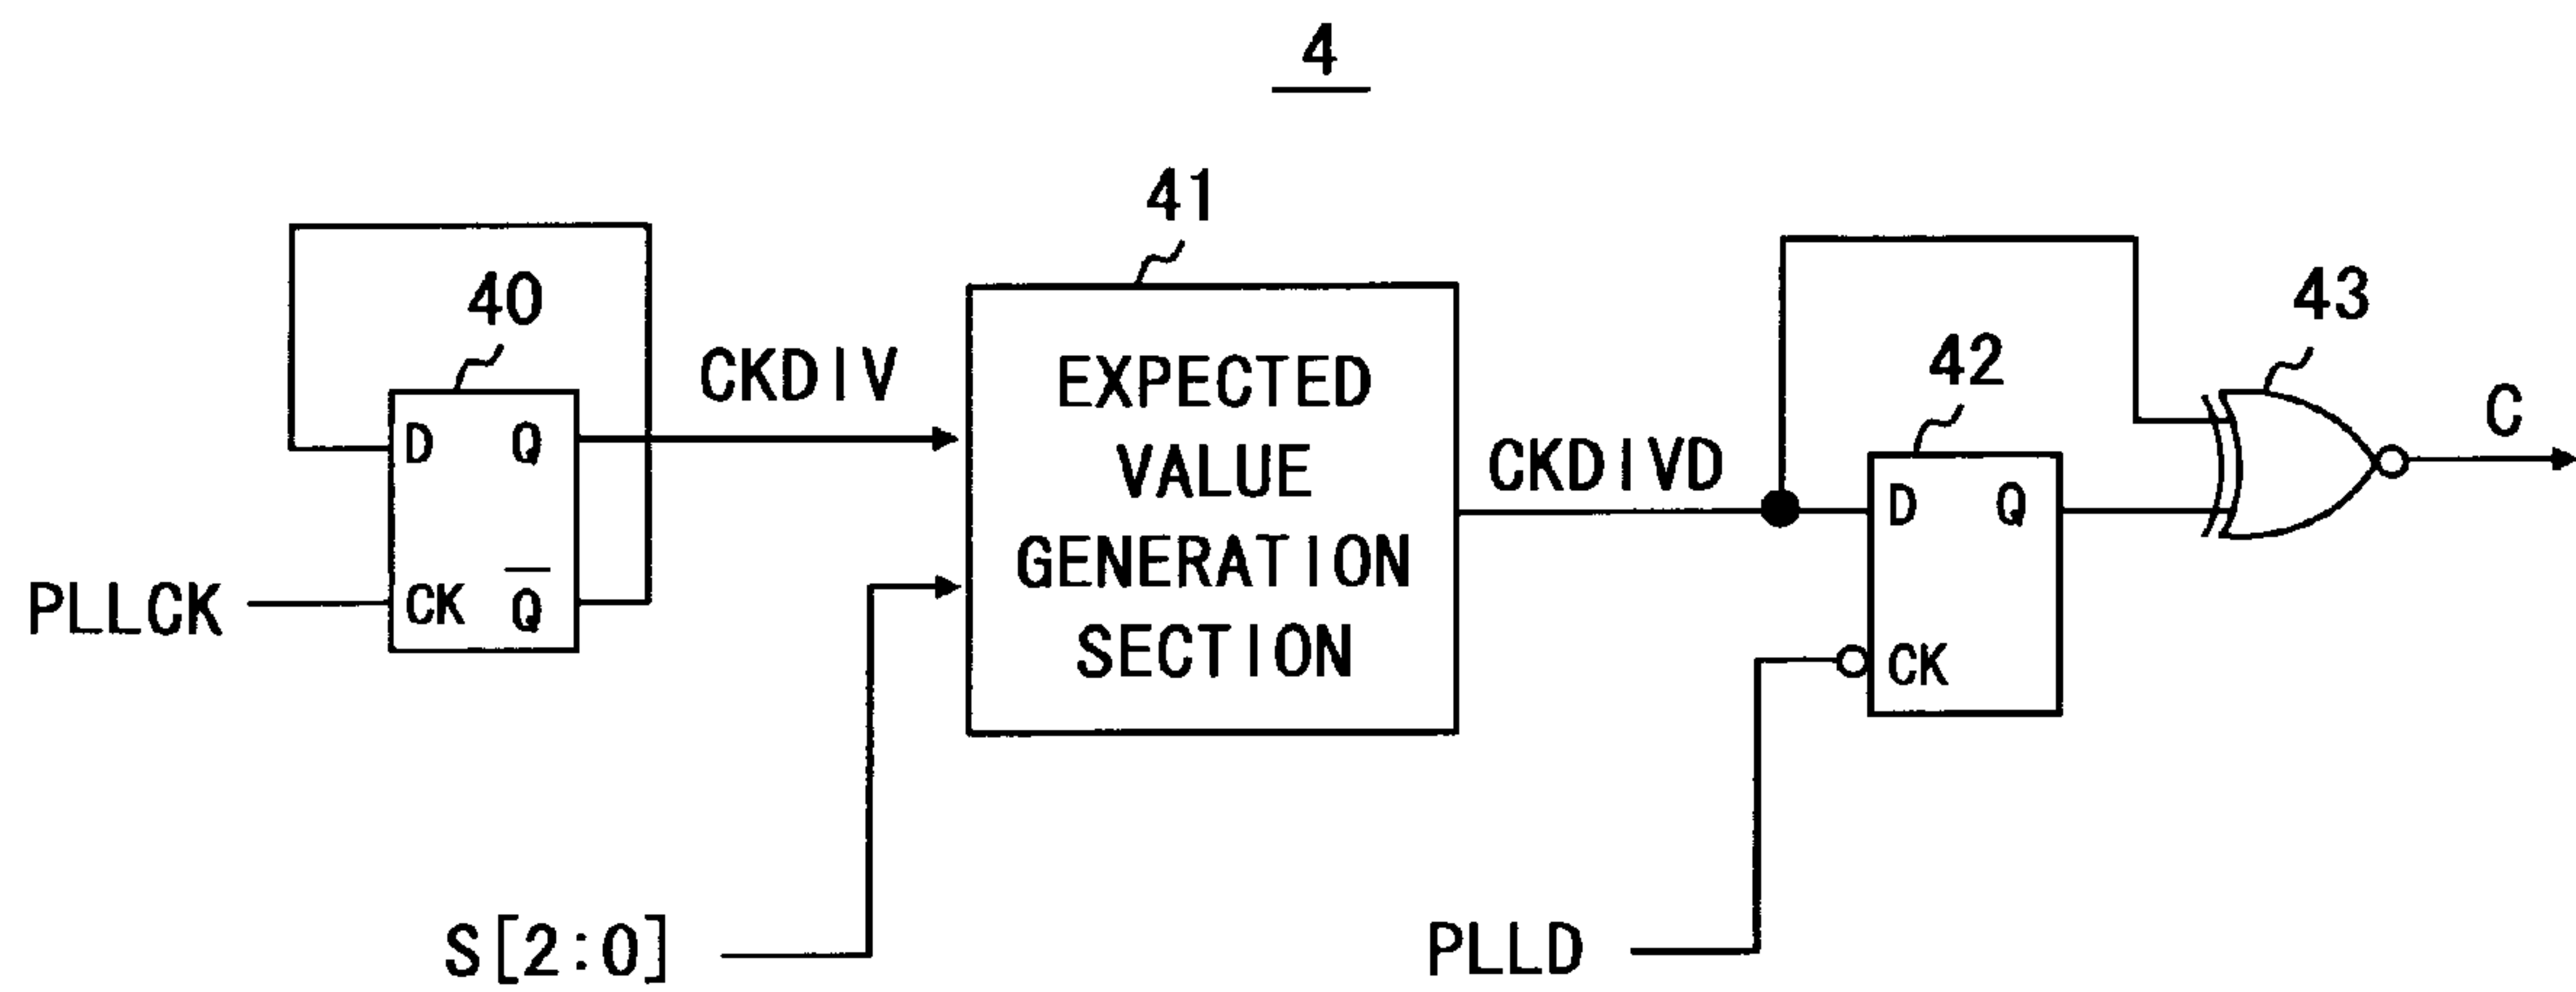 4
41
40
43
42
CKDIV
EXPECTED
VALUE
GENERATION
SECTION
CKDIVD
C
D Q
CK Q̅
D Q
CK
PLLCK
S[2:0]
PLLD